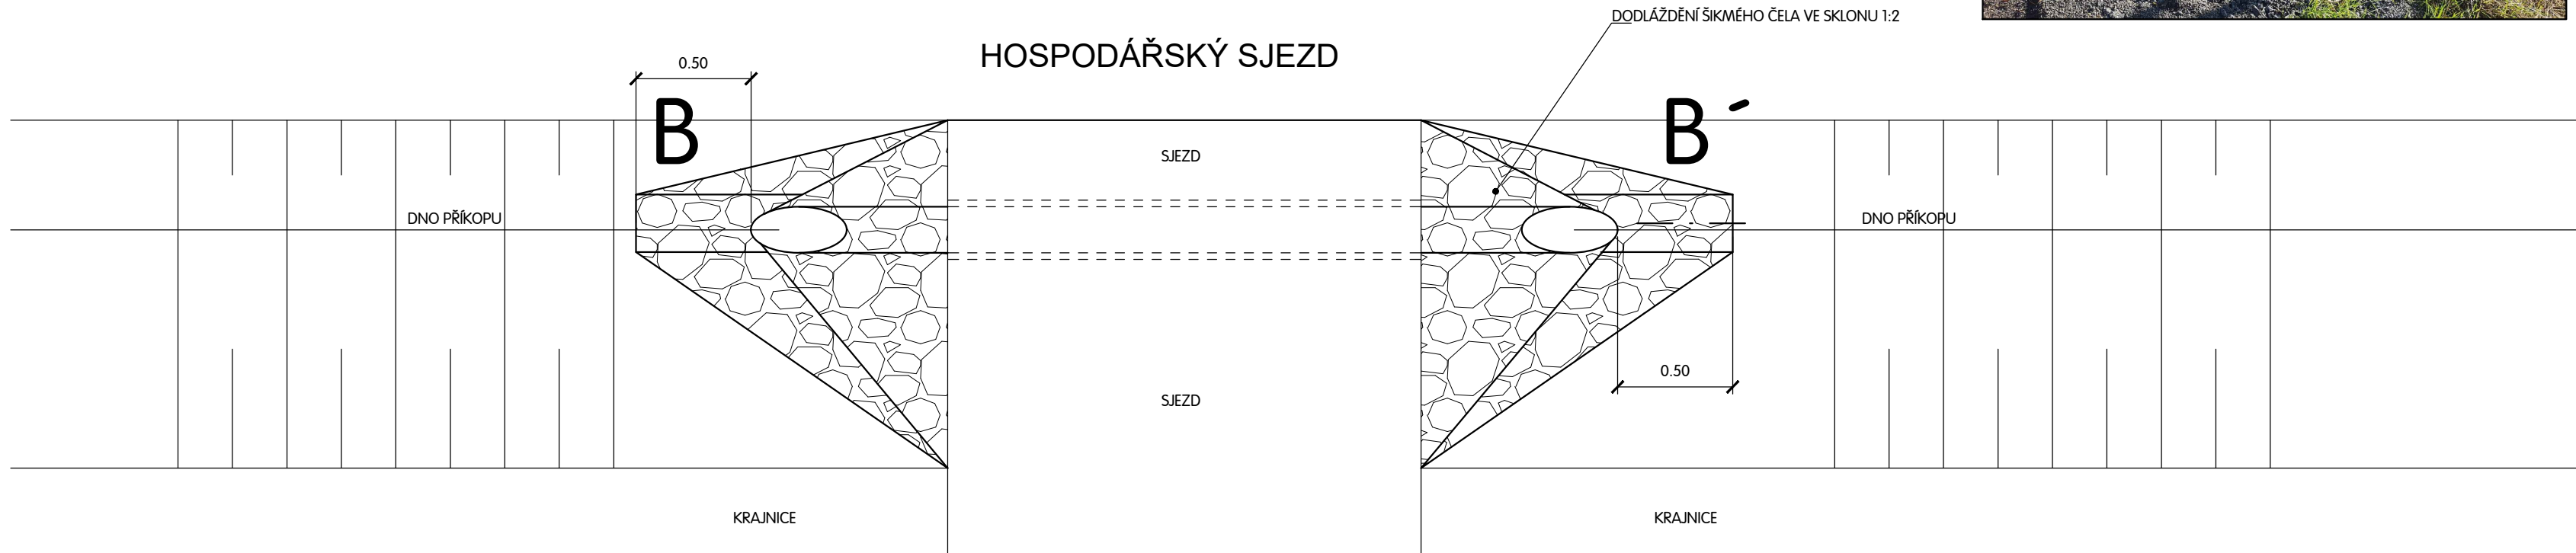 DODLÁŽDĚNÍ ŠIKMÉHO ČELA VE SKLONU 1:2
HOSPODÁŘSKÝ SJEZD
0.50
B
B´
SJEZD
DNO PŘÍKOPU
DNO PŘÍKOPU
0.50
SJEZD
KRAJNICE
KRAJNICE